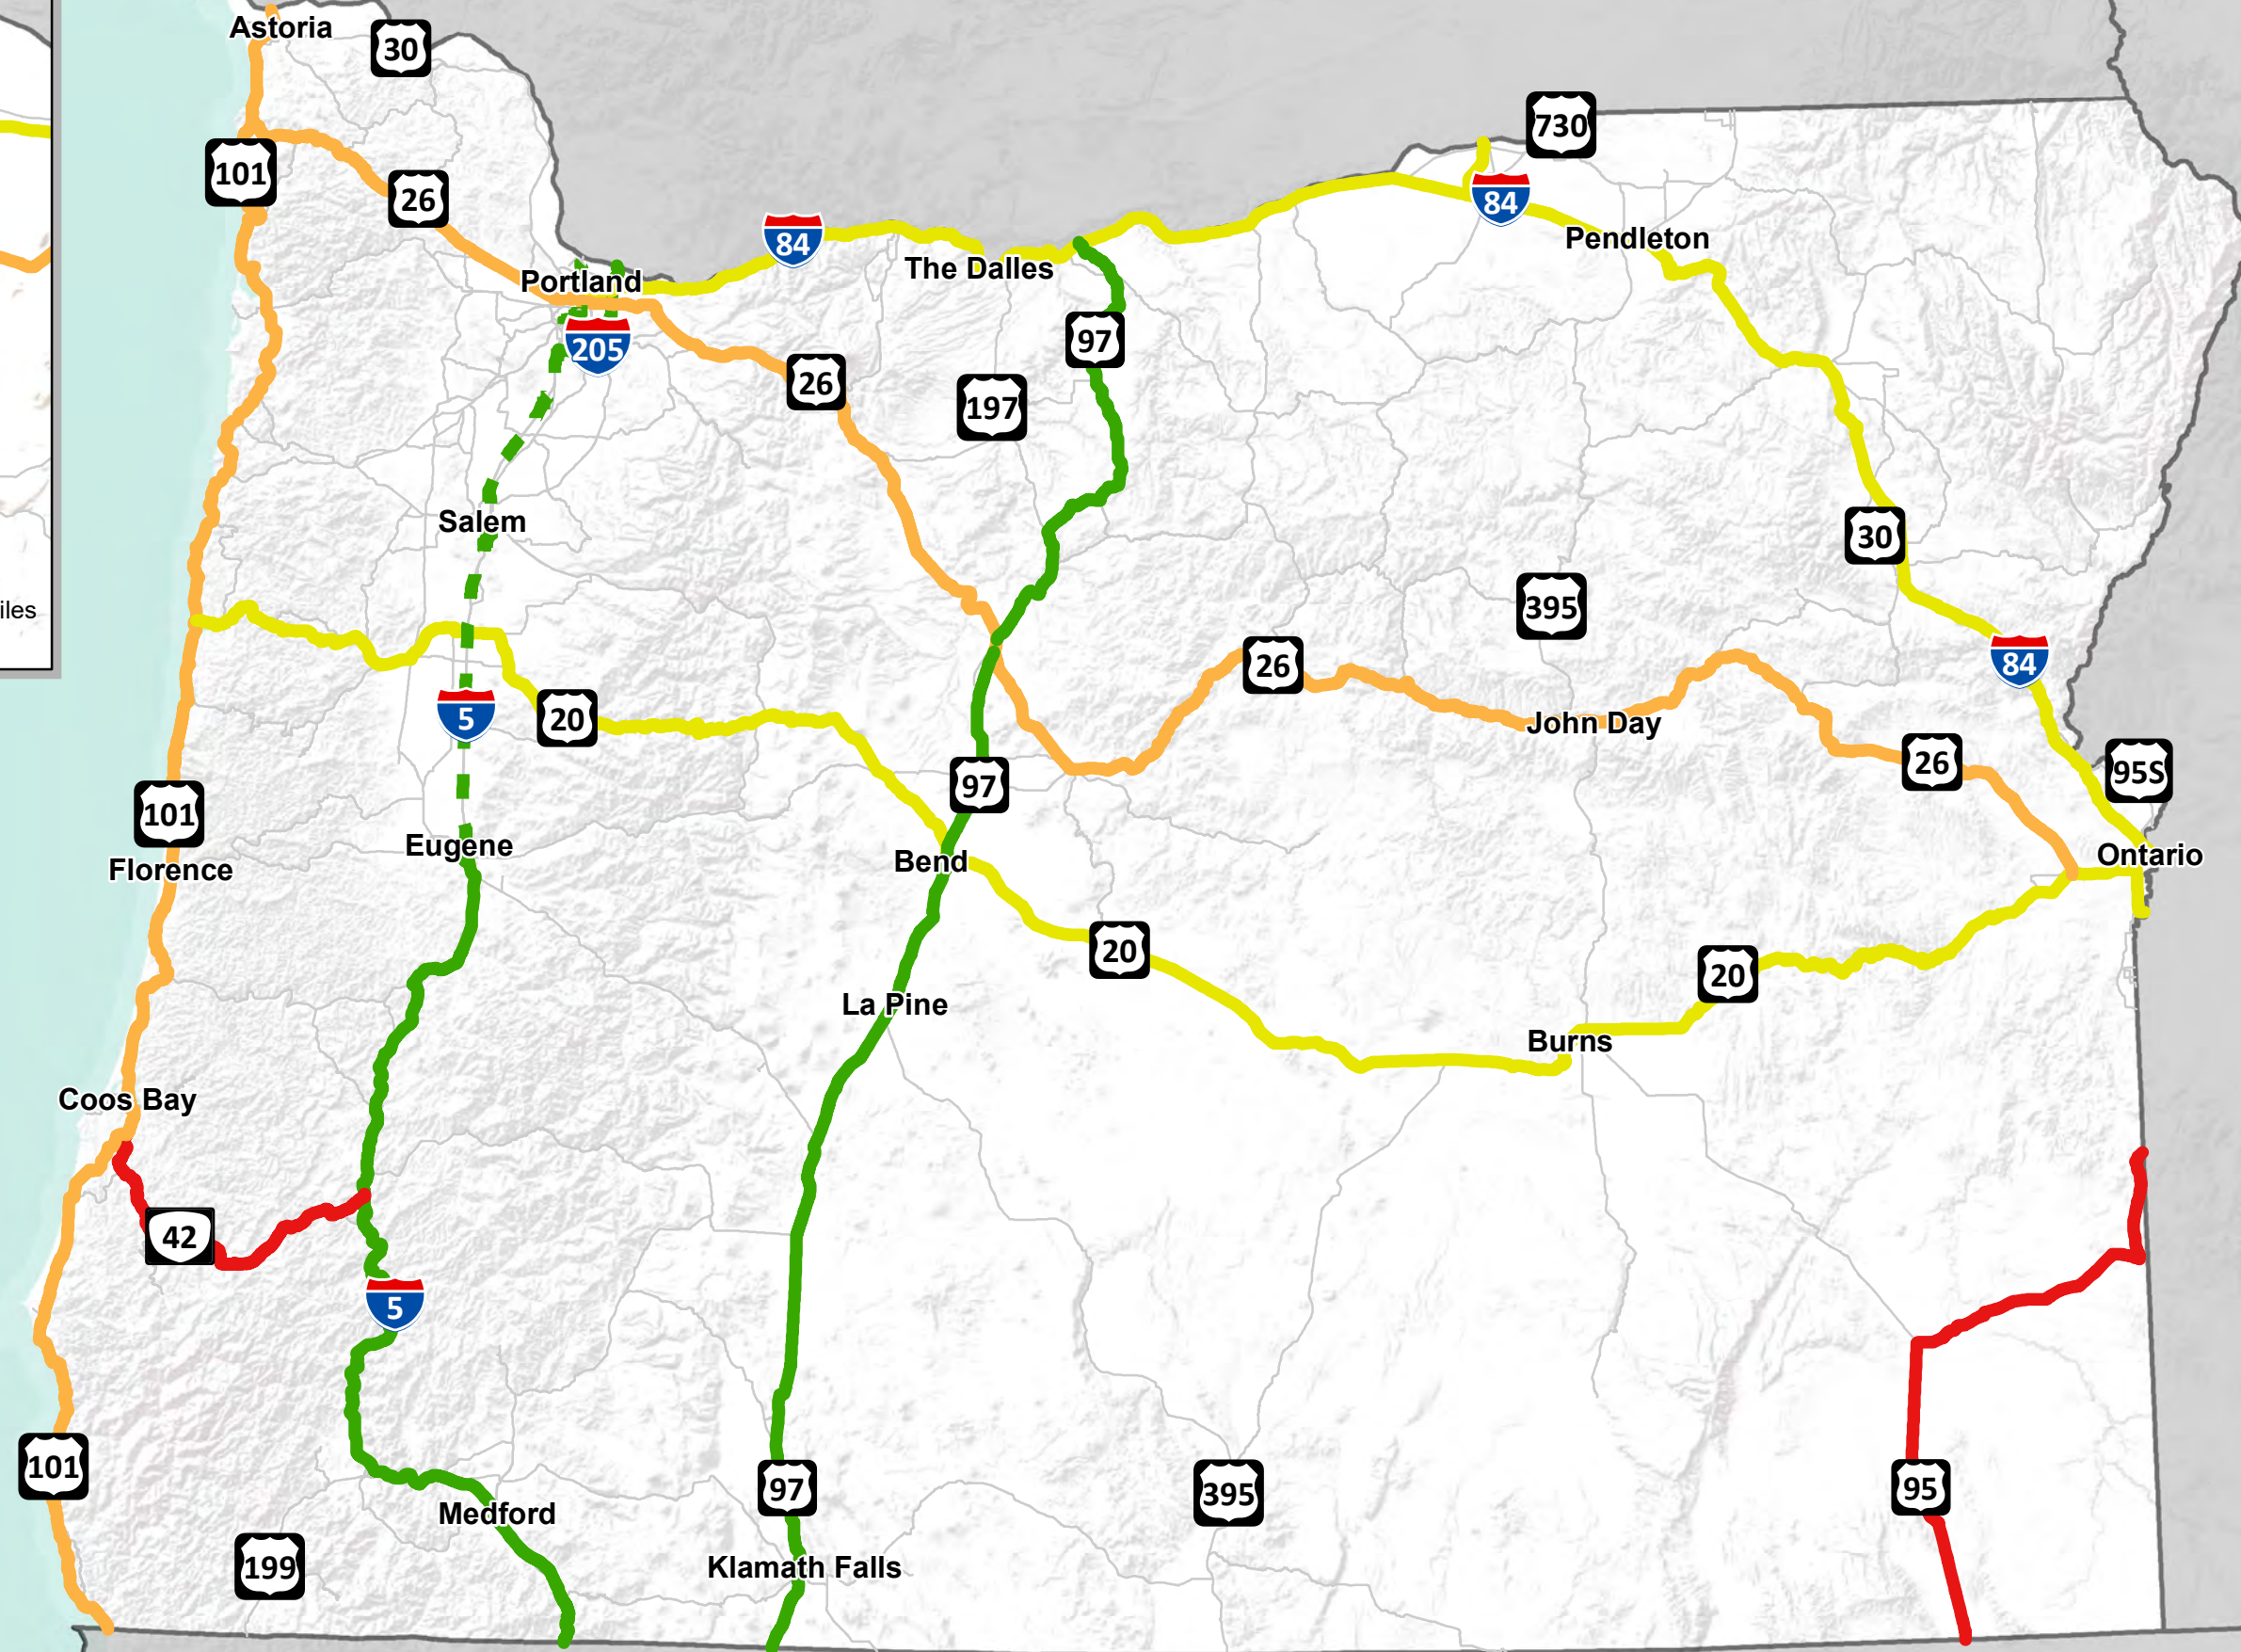 Astoria
30
730
101
26
84
84
Pendleton
The Dalles
Portland
97
205
26
197
Salem
30
iles
395
26
84
5
20
John Day
26
95S
97
101
Eugene
Ontario
Bend
Florence
20
20
La Pine
Burns
Coos Bay
42
5
101
97
395
95
Medford
199
Klamath Falls